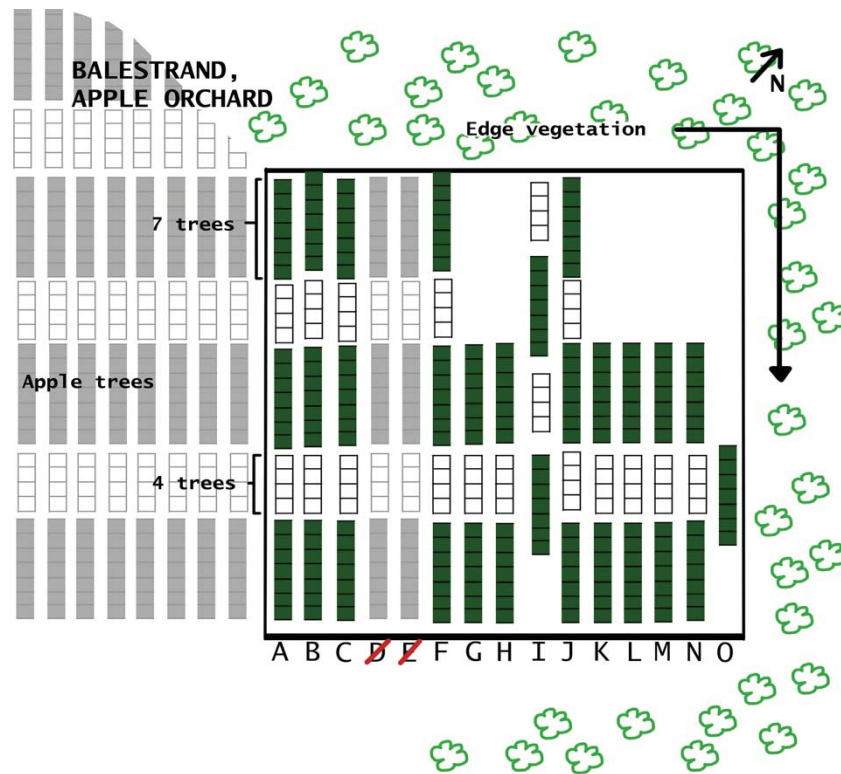 BALESTRAND,
APPLE ORCHARD
N
Edge vegetation
7 trees
Apple trees
4 trees
A B C D E F G H I J K L M N O